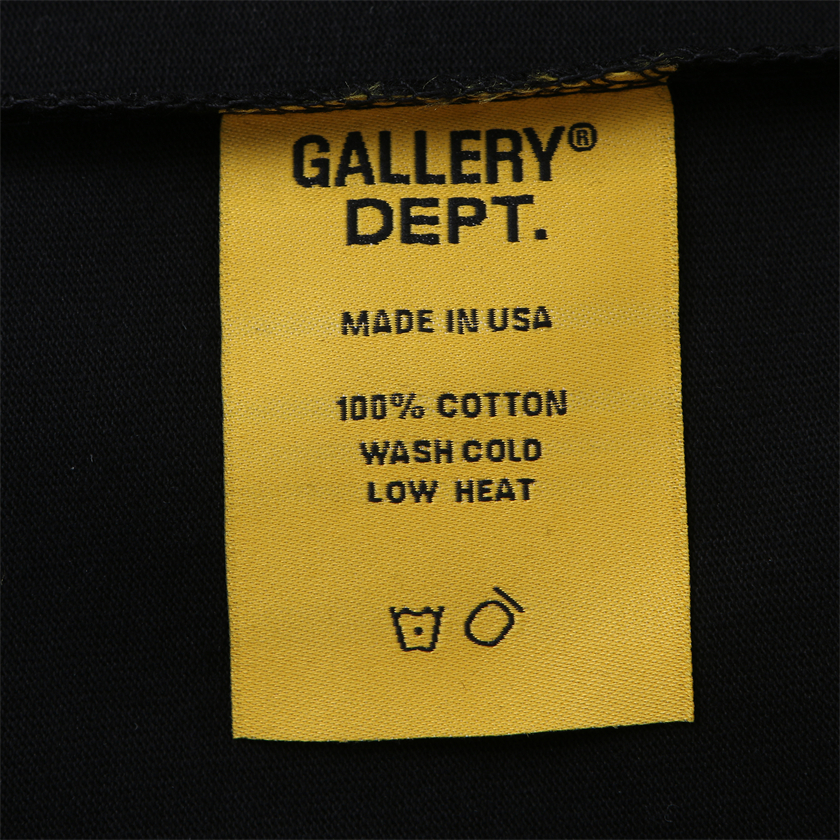 GALLERY®
DEPT.
MADE IN USA
100% COTTON
WASH COLD
LOW HEAT